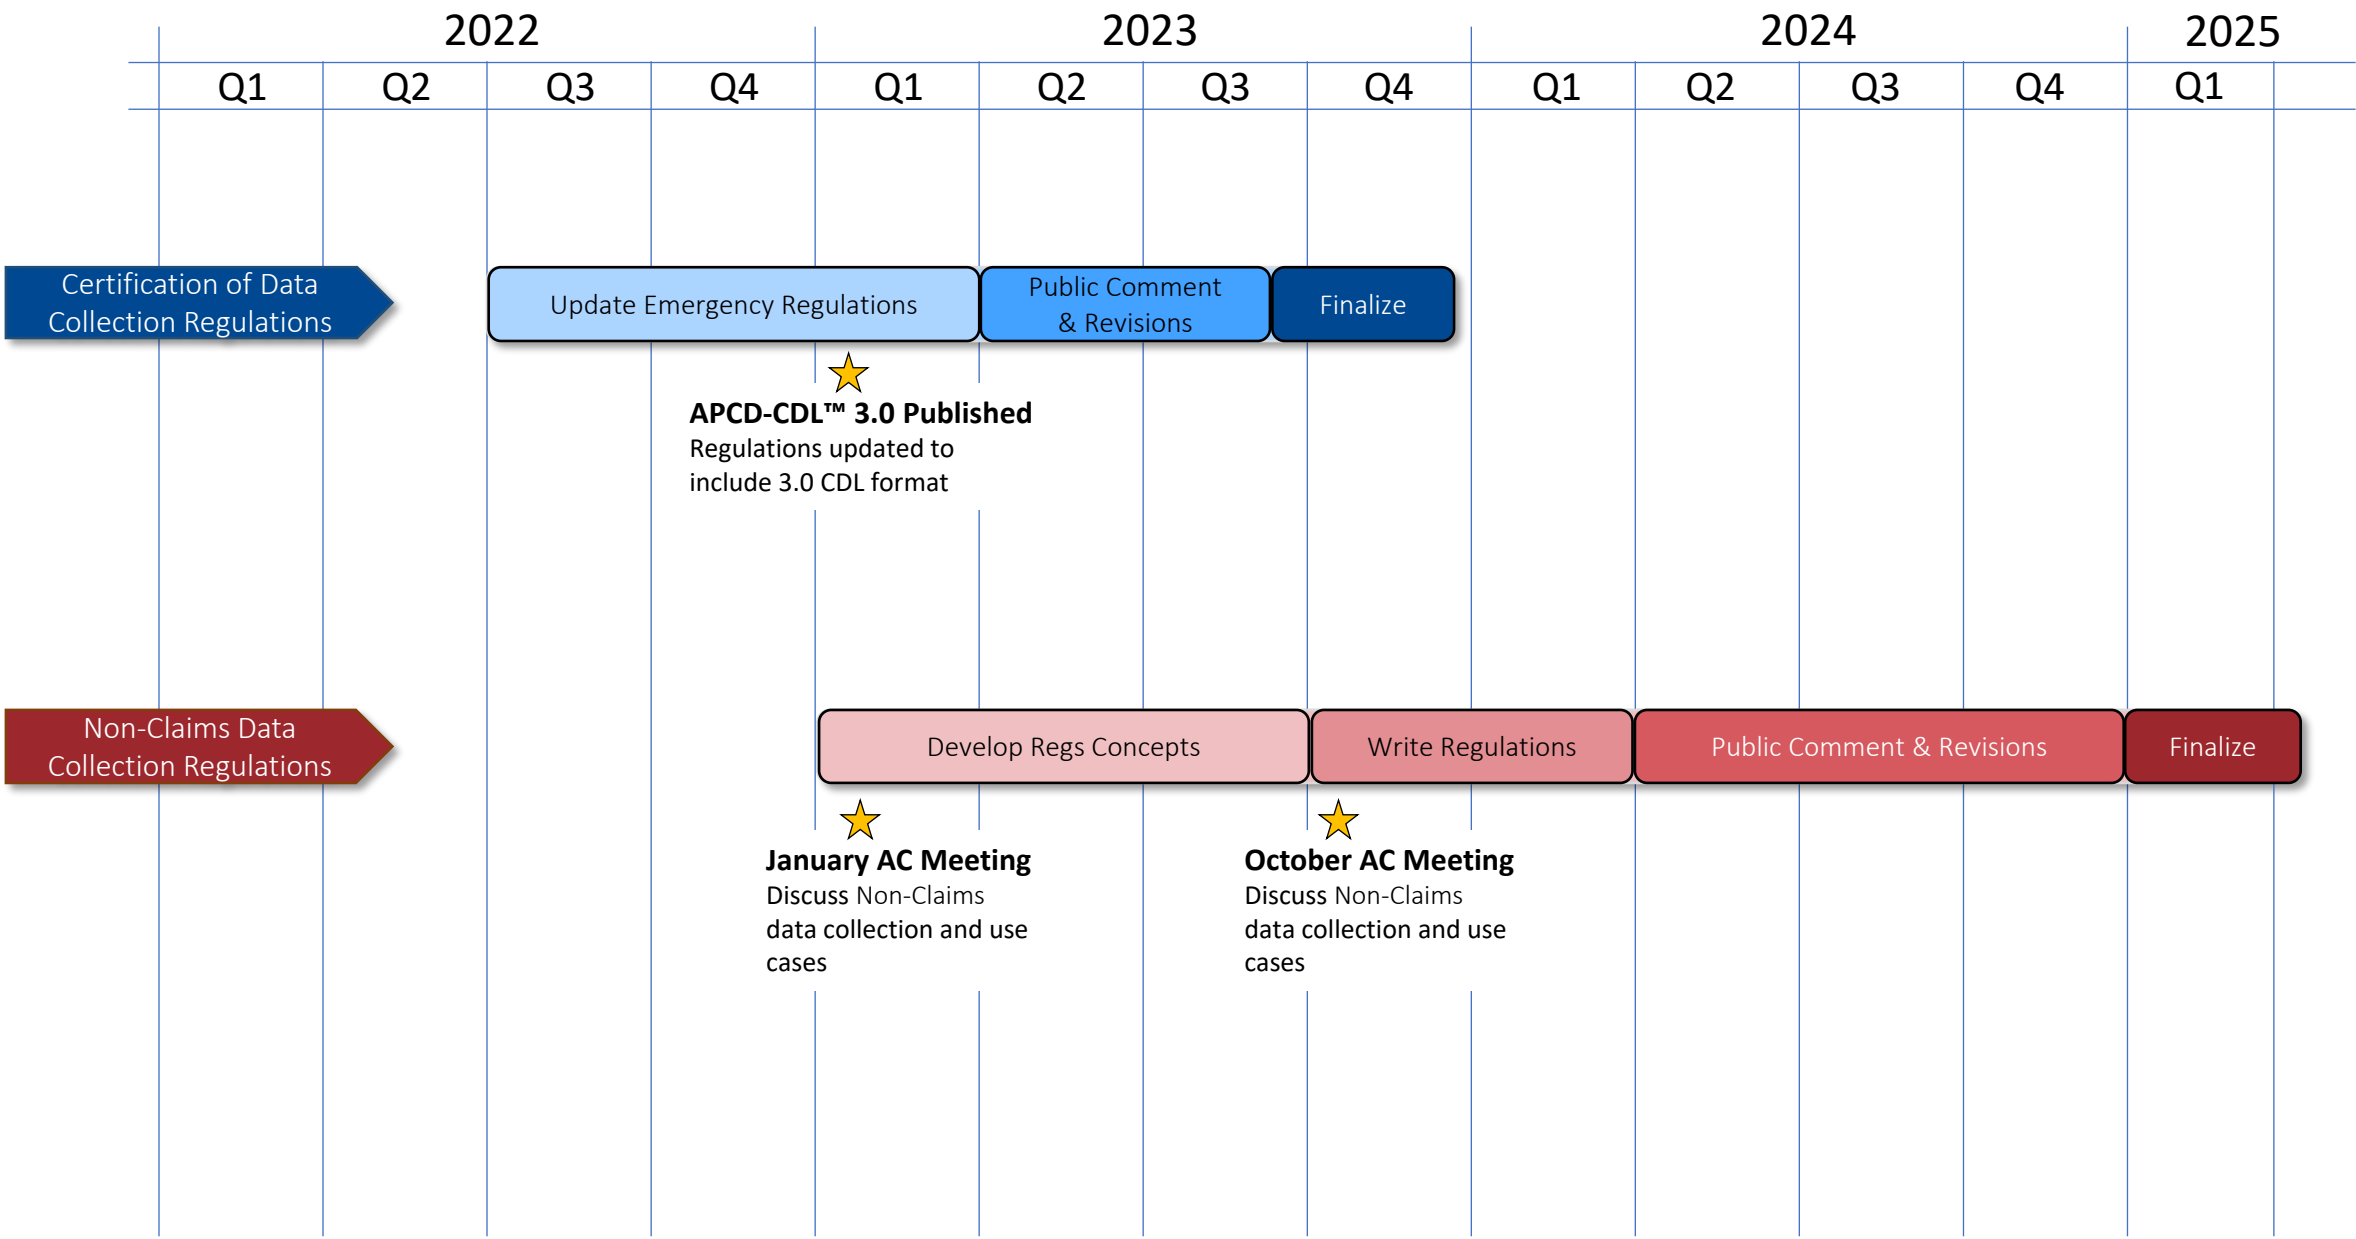 2022
2023
2024
2025
Q1
Q2
Q3
Q4
Q1
Q2
Q3
Q4
Q1
Q2
Q3
Q4
Q1
Certification of Data
Collection Regulations
Update Emergency Regulations
Public Comment
& Revisions
Finalize
APCD-CDL™ 3.0 Published
Regulations updated to
include 3.0 CDL format
Non-Claims Data
Collection Regulations
Develop Regs Concepts
Write Regulations
Public Comment & Revisions
Finalize
January AC Meeting
Discuss Non-Claims
data collection and use
cases
October AC Meeting
Discuss Non-Claims
data collection and use
cases